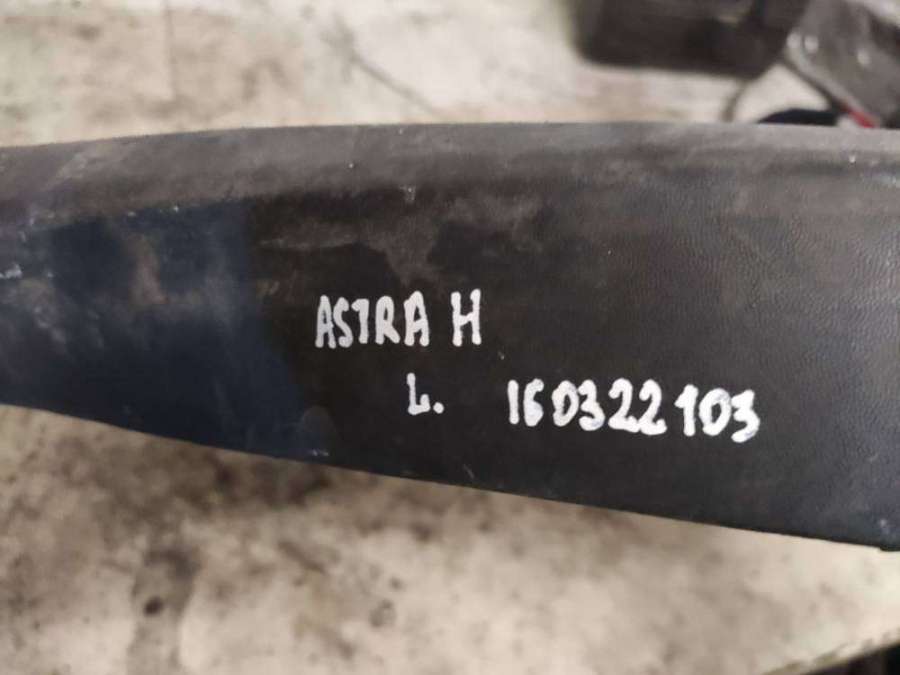 ASTRA H
L. 160322103